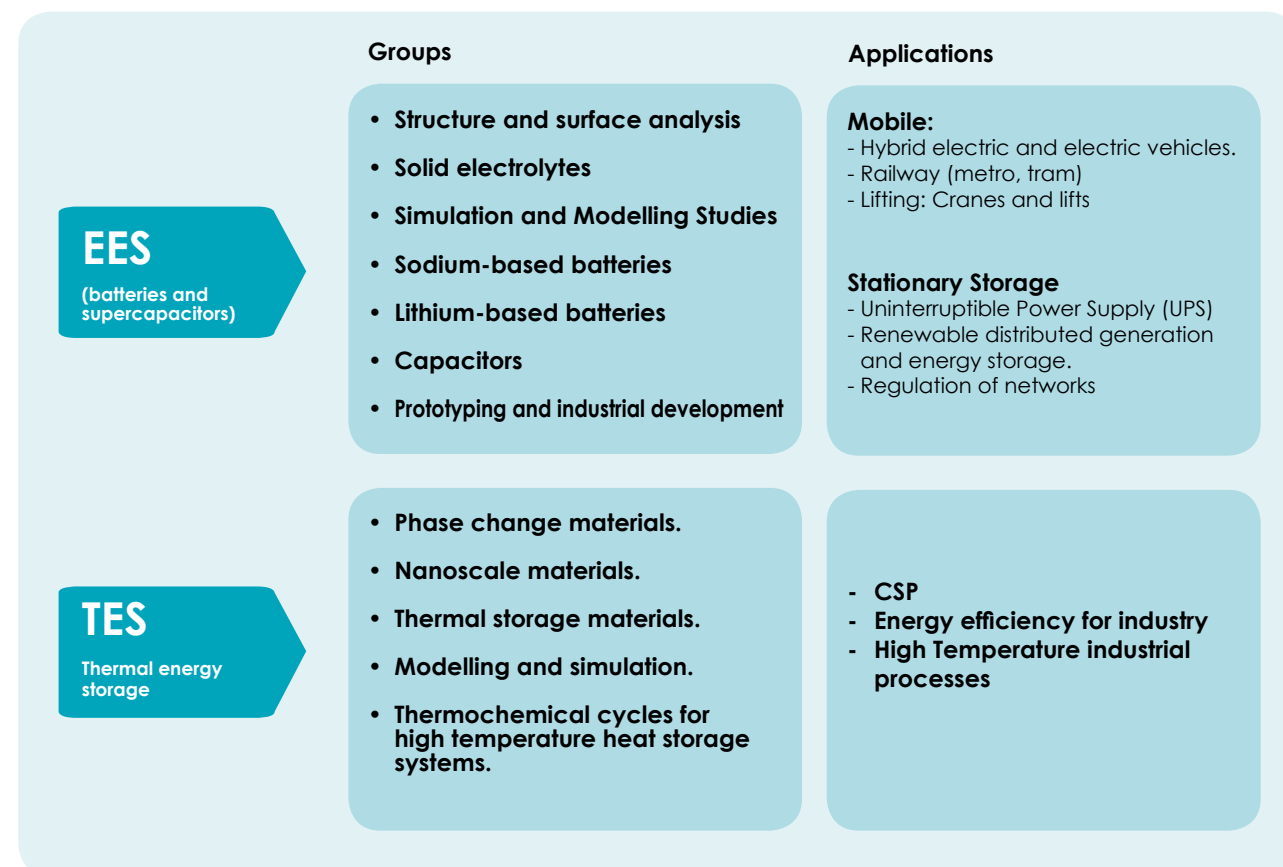 Groups
Applications
EES
(batteries and
supercapacitors)
• Structure and surface analysis
• Solid electrolytes
• Simulation and Modelling Studies
• Sodium-based batteries
• Lithium-based batteries
• Capacitors
• Prototyping and industrial development
Mobile:
- Hybrid electric and electric vehicles.
- Railway (metro, tram)
- Lifting: Cranes and lifts
Stationary Storage
- Uninterruptible Power Supply (UPS)
- Renewable distributed generation
and energy storage.
- Regulation of networks
TES
Thermal energy
storage
• Phase change materials.
• Nanoscale materials.
• Thermal storage materials.
• Modelling and simulation.
• Thermochemical cycles for
high temperature heat storage
systems.
- CSP
- Energy efficiency for industry
- High Temperature industrial
processes